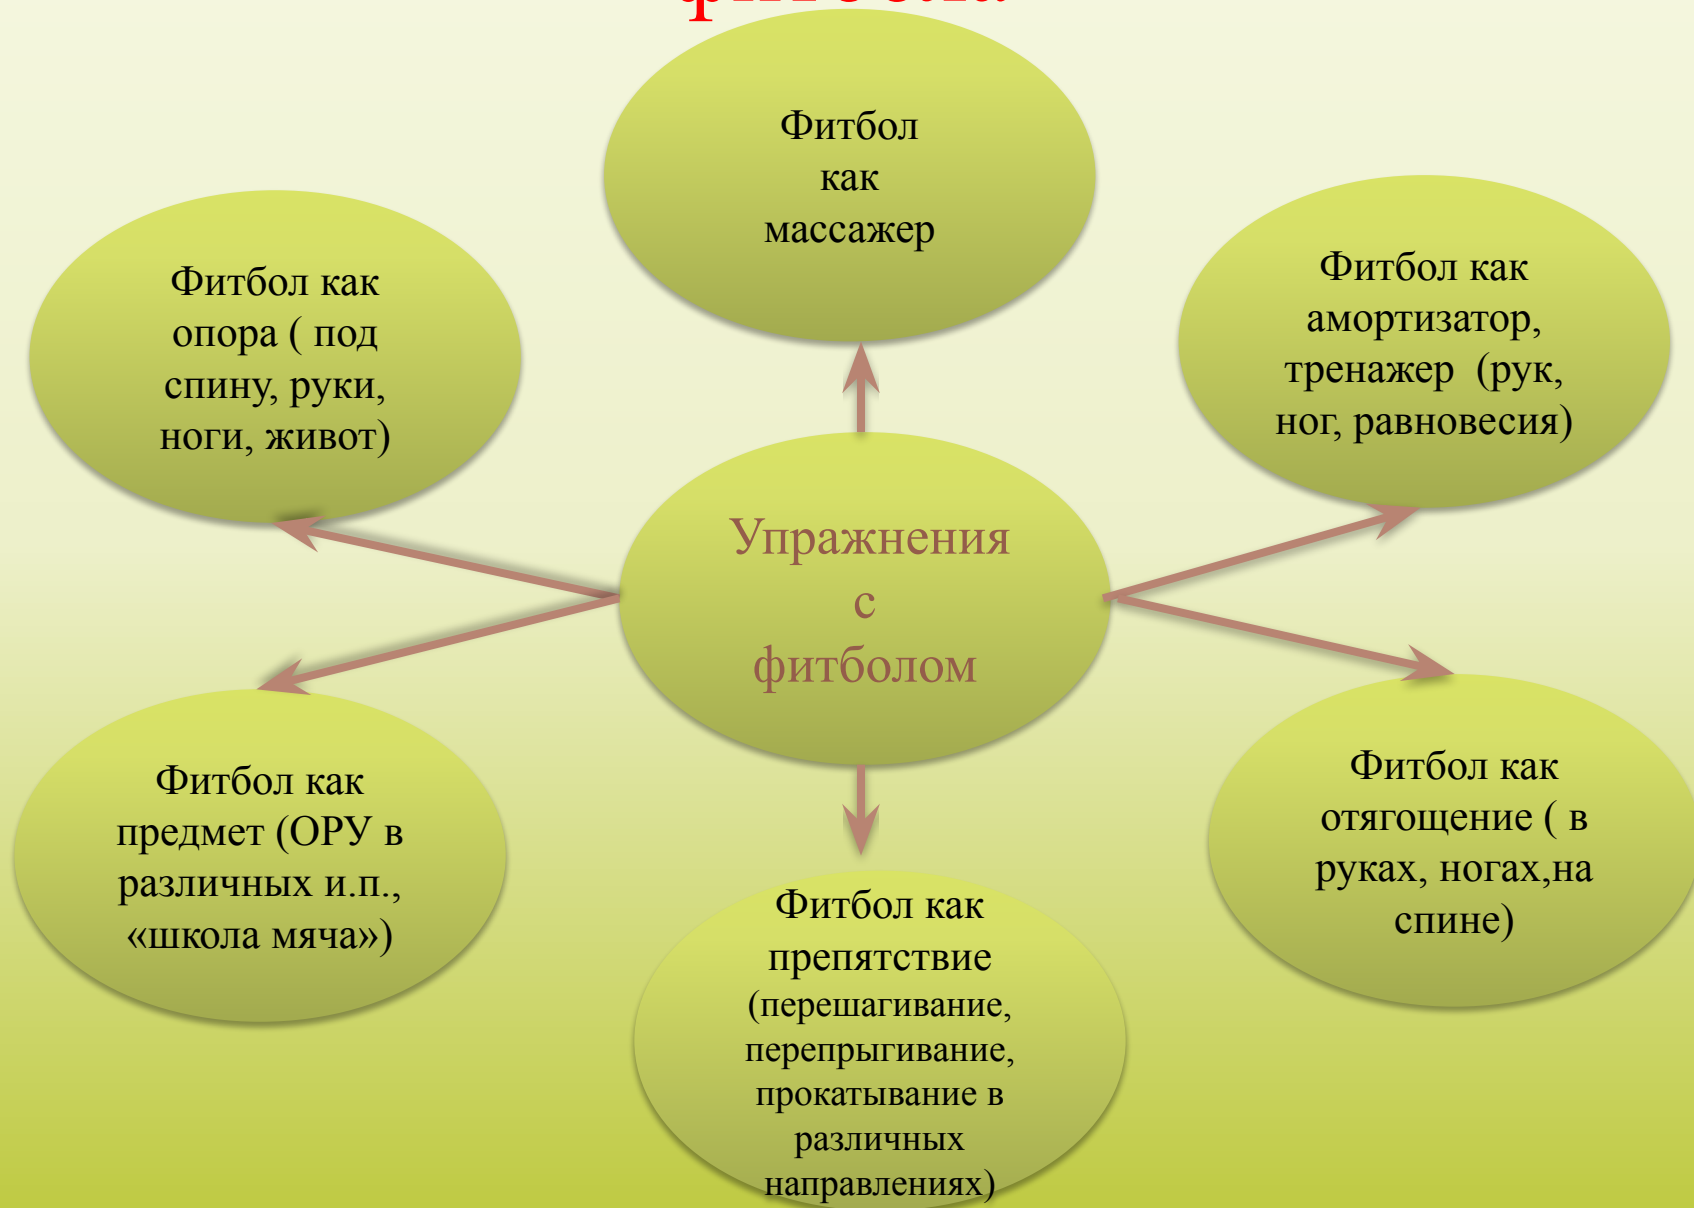 Фитбол
как
массажер
Фитбол как
опора ( под
спину, руки,
ноги, живот)
Фитбол как
амортизатор,
тренажер (рук,
ног, равновесия)
Упражнения
с
фитболом
Фитбол как
предмет (ОРУ в
различных и.п.,
«школа мяча»)
Фитбол как
отягощение ( в
руках, ногах,на
спине)
Фитбол как
препятствие
(перешагивание,
перепрыгивание,
прокатывание в
различных
направлениях)